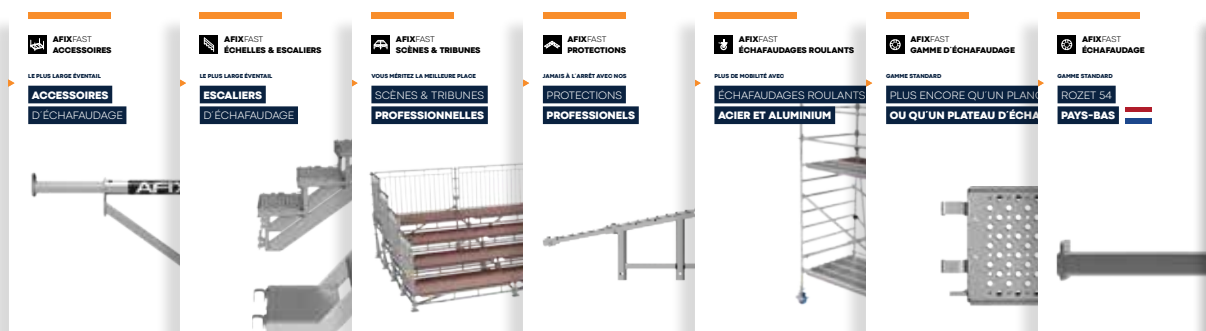 AFIXFAST
ACCESSOIRES
LE PLUS LARGE ÉVENTAIL
ACCESSOIRES
D'ÉCHAFAUDAGE
AFIX
AFIXFAST
ÉCHELLES & ESCALIERS
LE PLUS LARGE ÉVENTAIL
ESCALIERS
D'ÉCHAFAUDAGE
AFIXFAST
SCÈNES & TRIBUNES
VOUS MÉRITEZ LA MEILLEURE PLACE
SCÈNES & TRIBUNES
PROFESSIONNELLES
AFIXFAST
PROTECTIONS
JAMAIS À L'ARRÊT AVEC NOS
PROTECTIONS
PROFESSIONELS
AFIXFAST
ÉCHAFAUDAGES ROULANTS
PLUS DE MOBILITÉ AVEC
ÉCHAFAUDAGES ROULANTS
ACIER ET ALUMINIUM
AFIXFAST
GAMME D'ÉCHAFAUDAGE
GAMME STANDARD
PLUS ENCORE QU'UN PLANC
OU QU'UN PLATEAU D'ÉCHA
AFIXFAST
ÉCHAFAUDAGE
GAMME STANDARD
ROZET 54
PAYS-BAS